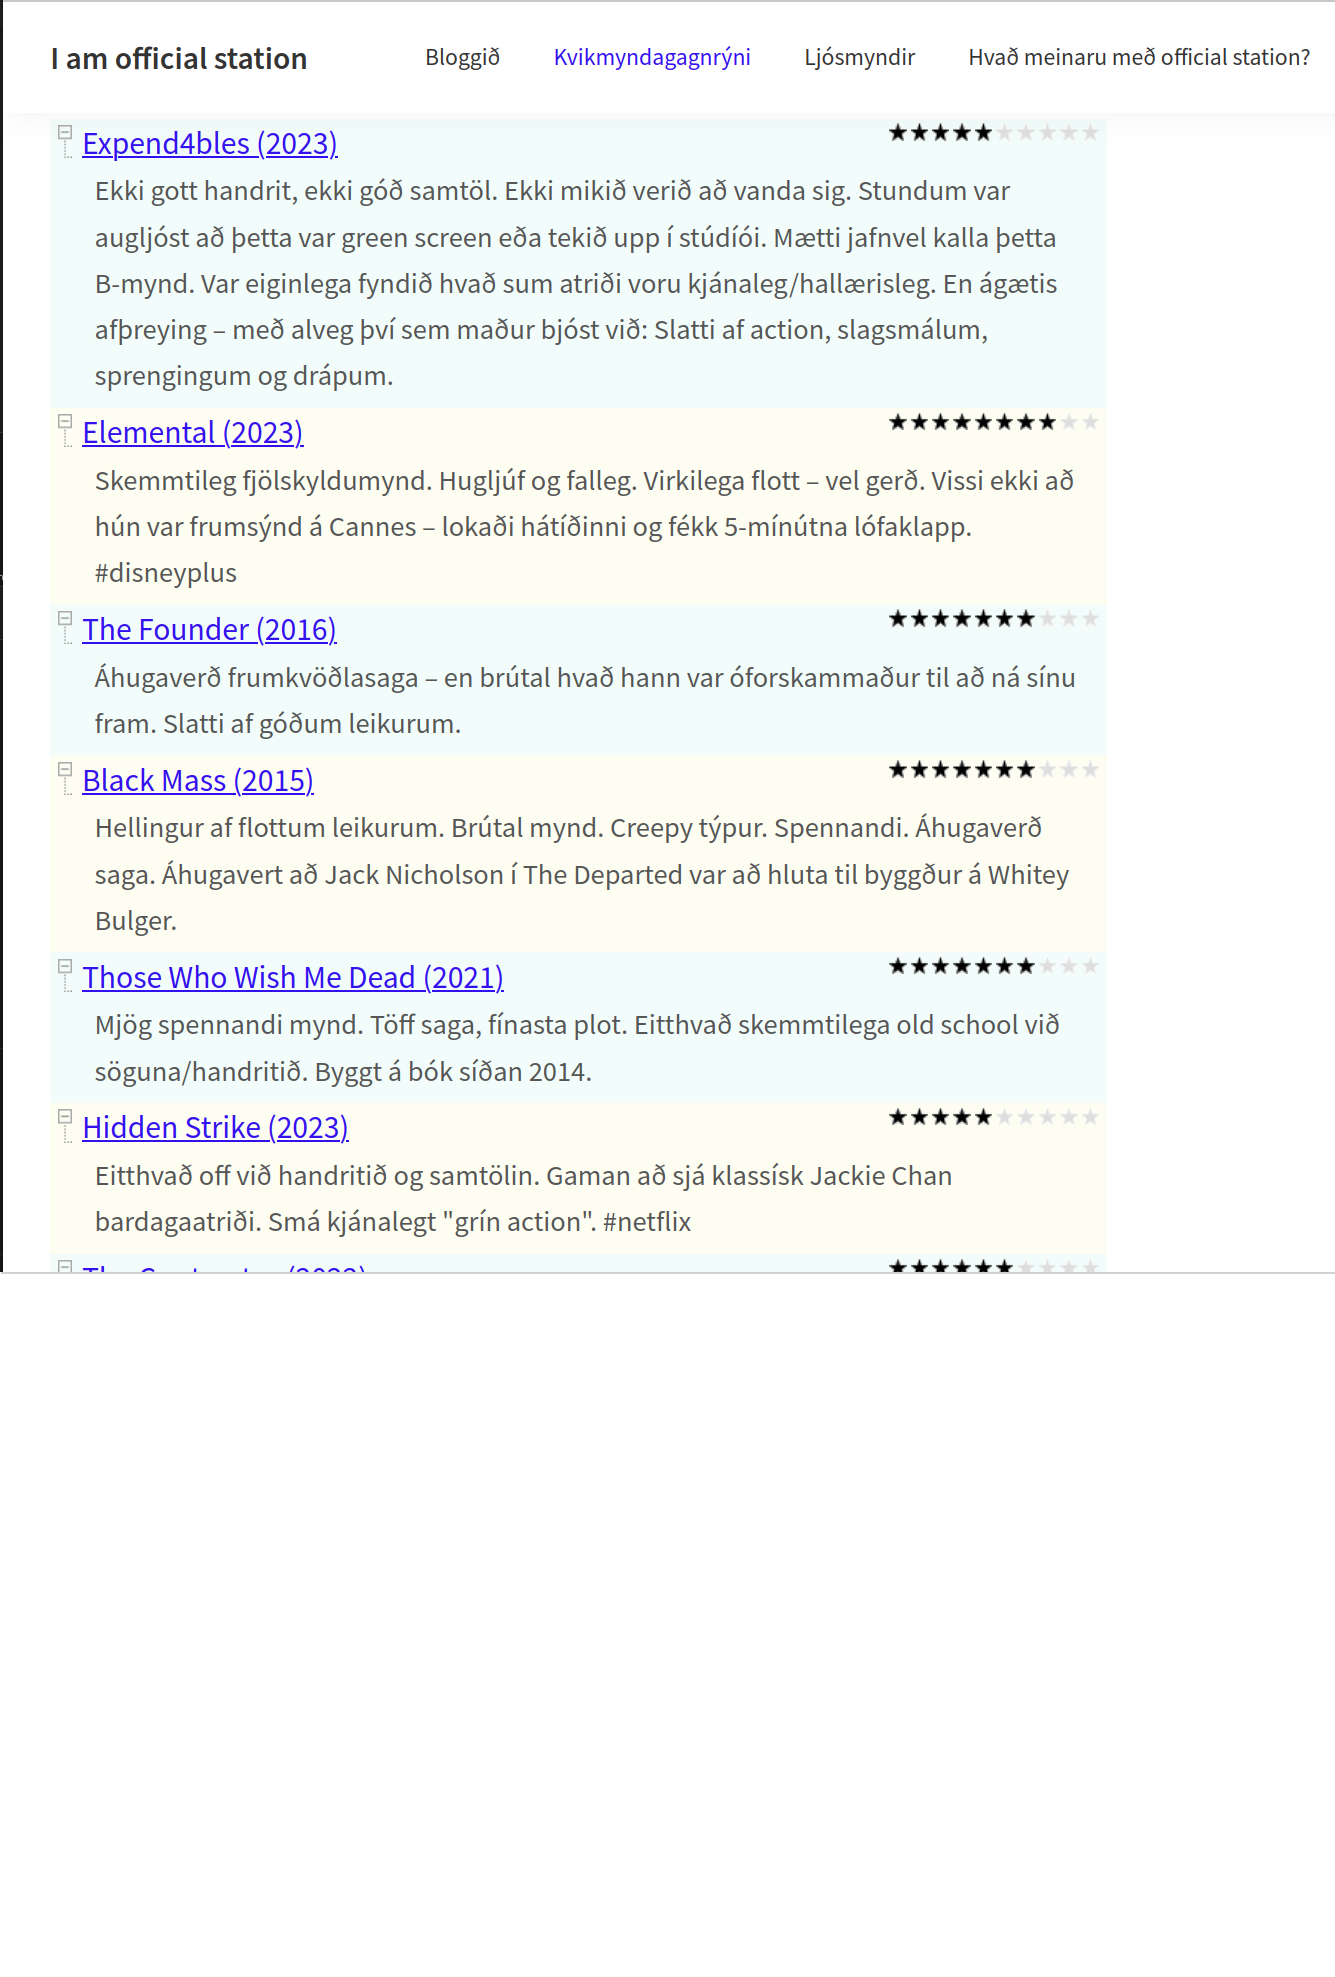 I am official station
Bloggið
Kvikmyndagagnrýni
Ljósmyndir
Hvað meinaru með official station?
Expend4bles (2023)
Ekki gott handrit, ekki góð samtöl. Ekki mikið verið að vanda sig. Stundum var
augljóst að þetta var green screen eða tekið upp í stúdíói. Mætti jafnvel kalla þetta
B-mynd. Var eiginlega fyndið hvað sum atriði voru kjánaleg/hallærisleg. En ágætis
afþreying – með alveg því sem maður bjóst við: Slatti af action, slagsmálum,
sprengingum og drápum.
Elemental (2023)
Skemmtileg fjölskyldumynd. Hugljúf og falleg. Virkilega flott – vel gerð. Vissi ekki að
hún var frumsýnd á Cannes – lokaði hátíðinni og fékk 5-mínútna lófaklapp.
#disneyplus
The Founder (2016)
Áhugaverð frumkvöðlasaga – en brútal hvað hann var óforskammaður til að ná sínu
fram. Slatti af góðum leikurum.
Black Mass (2015)
Hellingur af flottum leikurum. Brútal mynd. Creepy týpur. Spennandi. Áhugaverð
saga. Áhugavert að Jack Nicholson í The Departed var að hluta til byggður á Whitey
Bulger.
Those Who Wish Me Dead (2021)
Mjög spennandi mynd. Töff saga, fínasta plot. Eitthvað skemmtilega old school við
söguna/handritið. Byggt á bók síðan 2014.
Hidden Strike (2023)
Eitthvað off við handritið og samtölin. Gaman að sjá klassísk Jackie Chan
bardagaatriði. Smá kjánalegt "grín action". #netflix